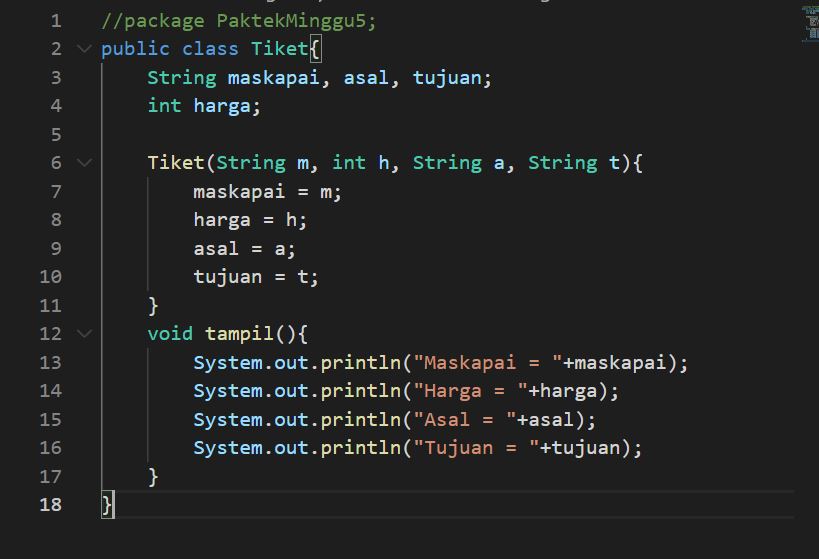 1 //package PaktekMinggu5;
2 public class Tiket{
3 String maskapai, asal, tujuan;
4 int harga;
5
6 Tiket(String m, int h, String a, String t){
7 maskapai = m;
8 harga = h;
9 asal = a;
10 tujuan = t;
11 }
12 void tampil(){
13 System.out.println("Maskapai = "+maskapai);
14 System.out.println("Harga = "+harga);
15 System.out.println("Asal = "+asal);
16 System.out.println("Tujuan = "+tujuan);
17 }
18 }